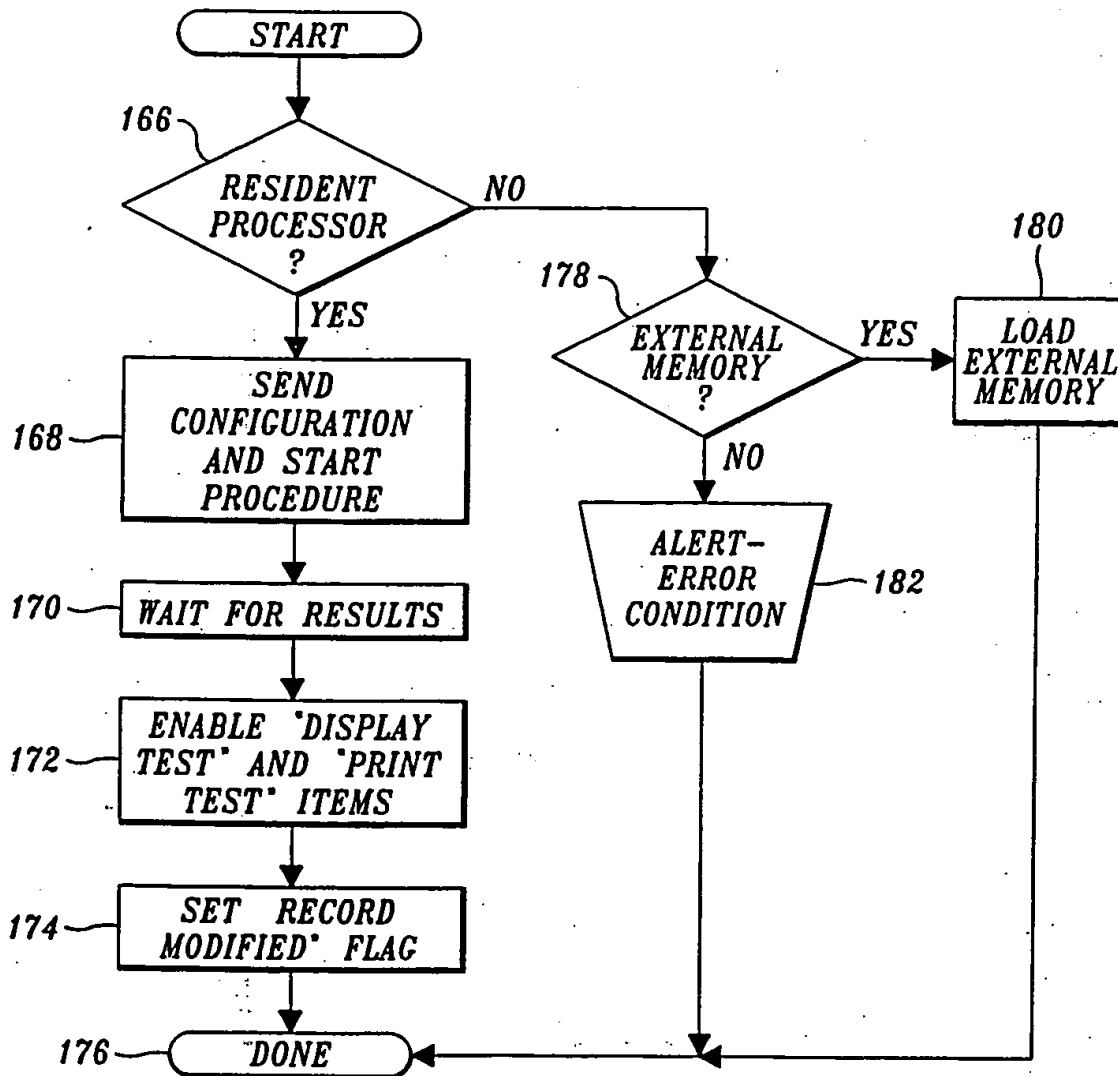 START
166
RESIDENT
PROCESSOR
?
NO
YES
168
SEND
CONFIGURATION
AND START
PROCEDURE
170
WAIT FOR RESULTS
172
ENABLE "DISPLAY
TEST" AND "PRINT
TEST" ITEMS
174
SET RECORD
MODIFIED" FLAG
176
DONE
178
EXTERNAL
MEMORY
?
YES
NO
180
LOAD
EXTERNAL
MEMORY
ALERT-
ERROR
CONDITION
182